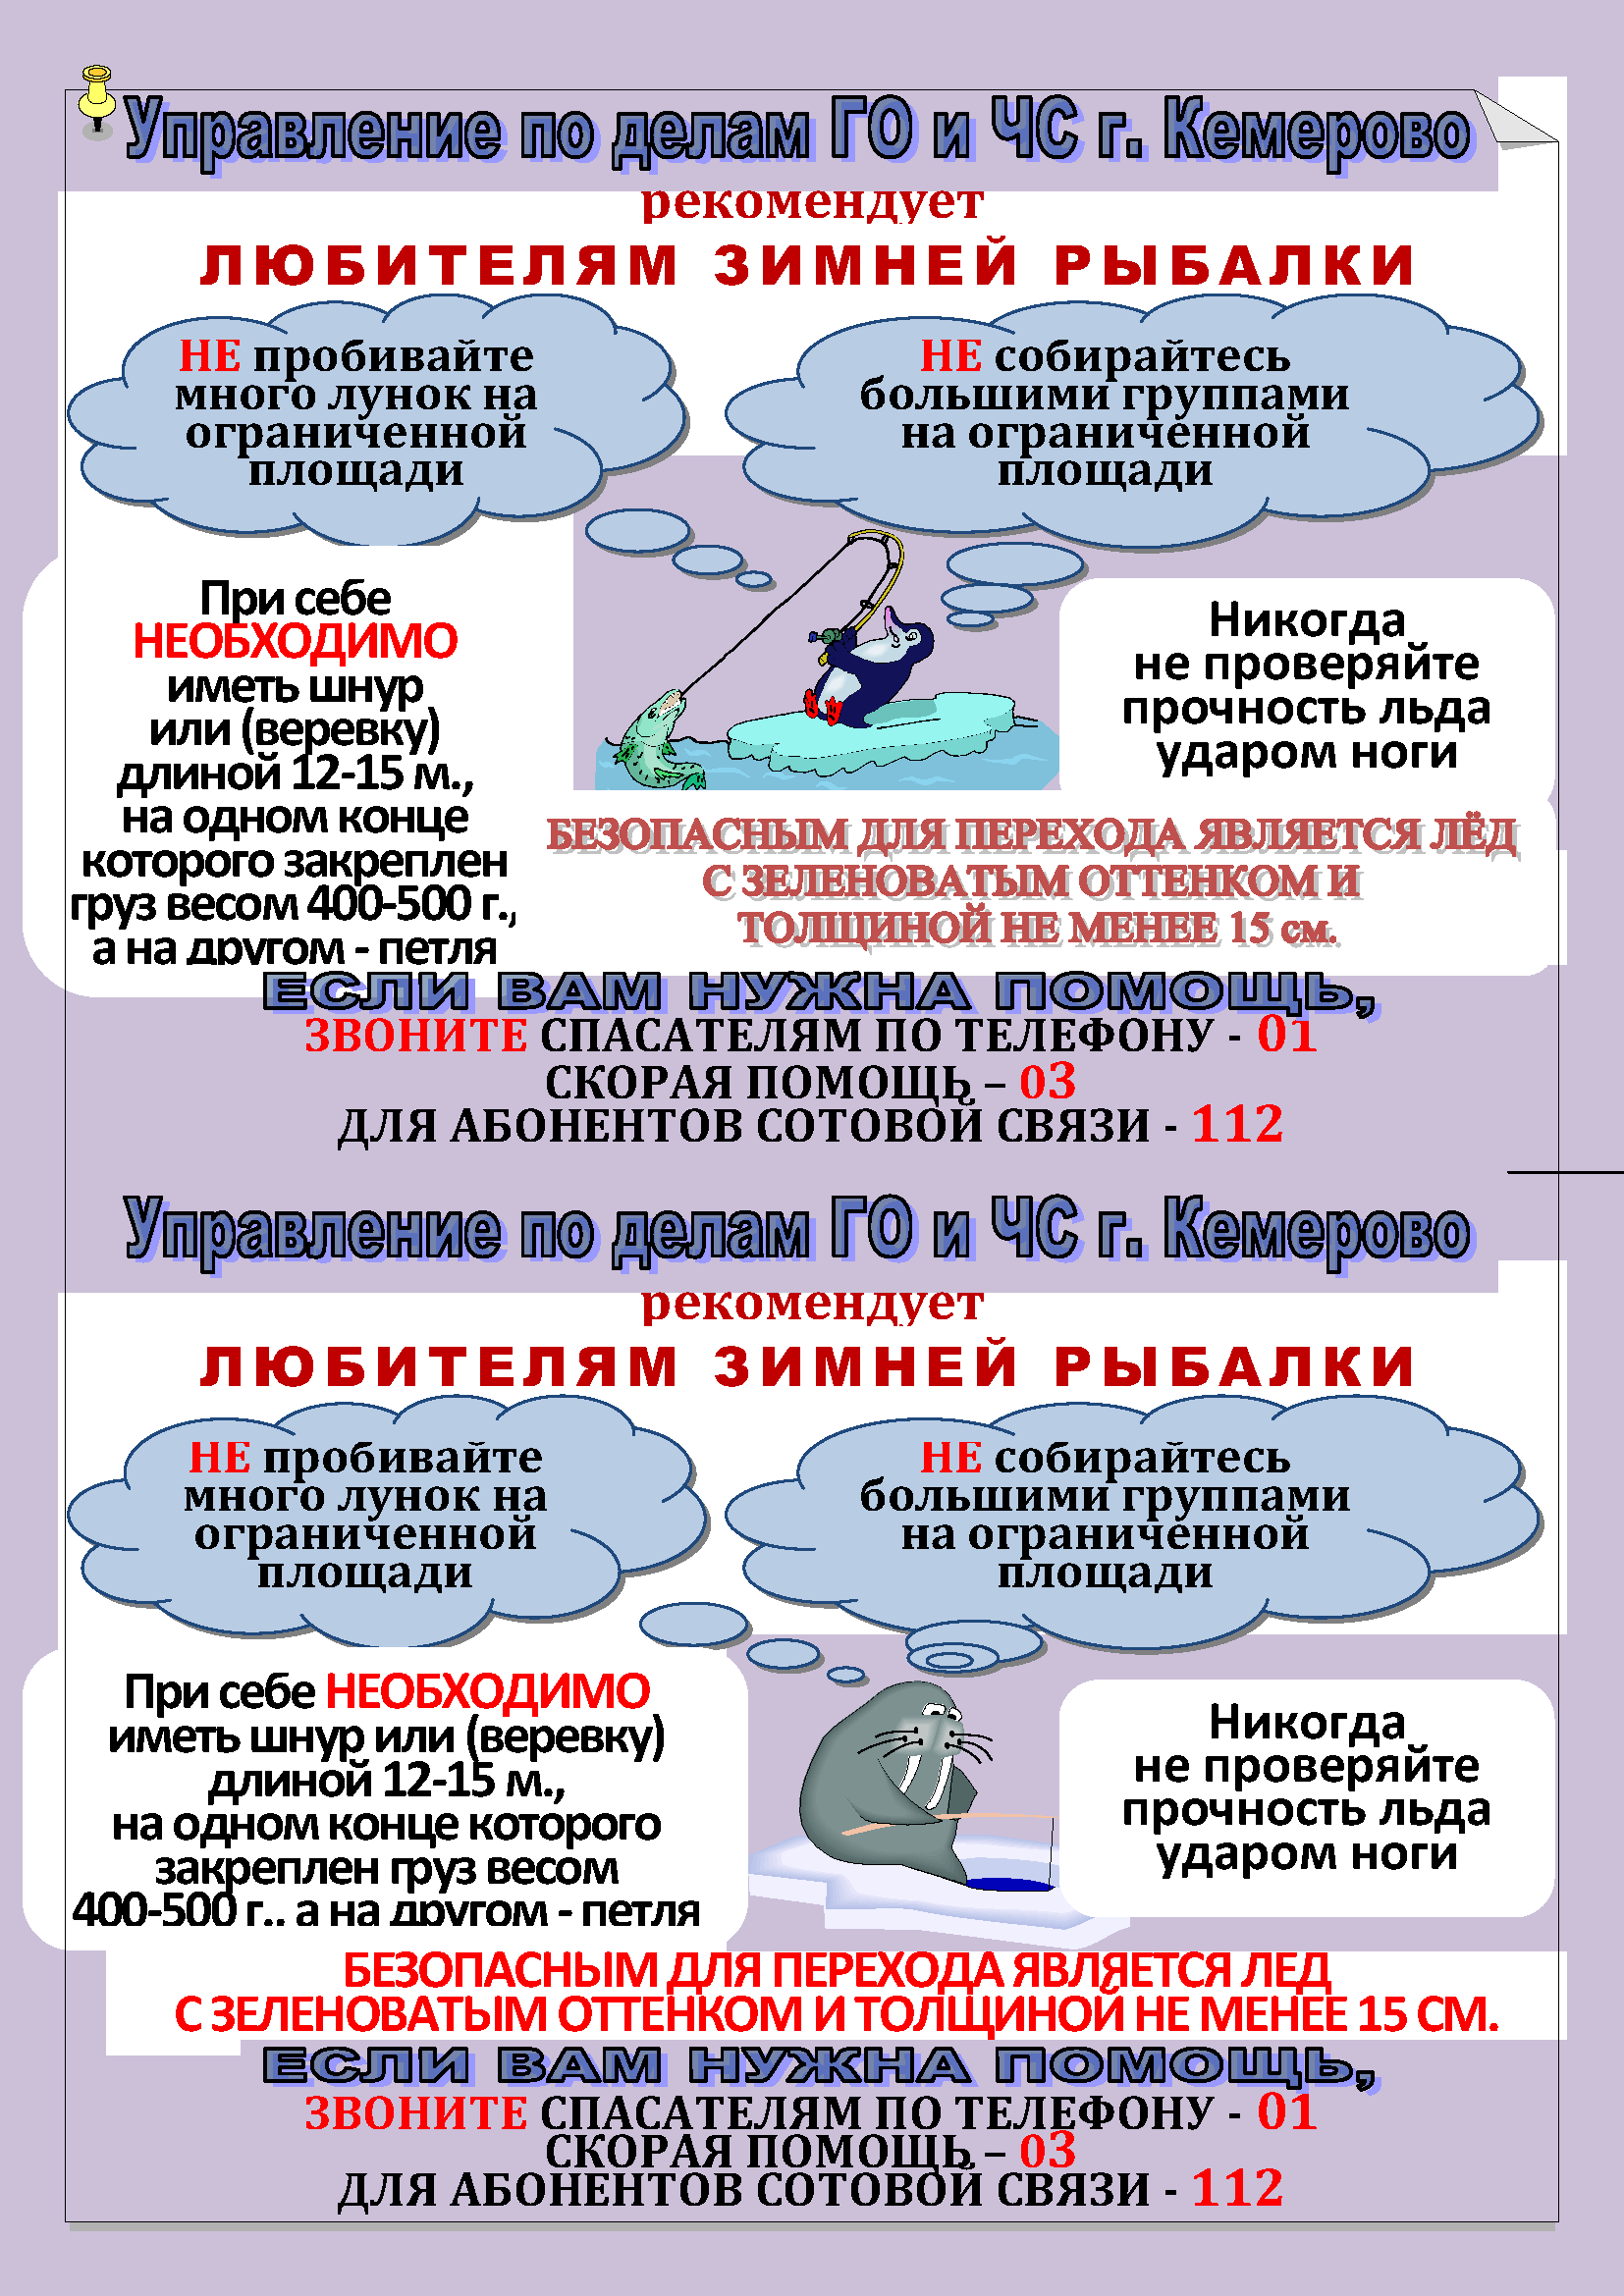 Управление по делам ГО и ЧС г. Кемерово
рекомендует
ЛЮБИТЕЛЯМ ЗИМНЕЙ РЫБАЛКИ
НЕ пробивайте
много лунок на
ограниченной
площади
НЕ собирайтесь
большими группами
на ограниченной
площади
При себе
НЕОБХОДИМО
иметь шнур
или (веревку)
длиной 12-15 м.,
на одном конце
которого закреплен
груз весом 400-500 г.,
а на другом - петля
Никогда
не проверяйте
прочность льда
ударом ноги
БЕЗОПАСНЫМ ДЛЯ ПЕРЕХОДА ЯВЛЯЕТСЯ ЛЁД
С ЗЕЛЕНОВАТЫМ ОТТЕНКОМ И
ТОЛЩИНОЙ НЕ МЕНЕЕ 15 см.
ЕСЛИ ВАМ НУЖНА ПОМОЩЬ,
ЗВОНИТЕ СПАСАТЕЛЯМ ПО ТЕЛЕФОНУ - 01
СКОРАЯ ПОМОЩЬ – 03
ДЛЯ АБОНЕНТОВ СОТОВОЙ СВЯЗИ - 112
Управление по делам ГО и ЧС г. Кемерово
рекомендует
ЛЮБИТЕЛЯМ ЗИМНЕЙ РЫБАЛКИ
НЕ пробивайте
много лунок на
ограниченной
площади
НЕ собирайтесь
большими группами
на ограниченной
площади
При себе НЕОБХОДИМО
иметь шнур или (веревку)
длиной 12-15 м.,
на одном конце которого
закреплен груз весом
400-500 г., а на другом - петля
Никогда
не проверяйте
прочность льда
ударом ноги
БЕЗОПАСНЫМ ДЛЯ ПЕРЕХОДА ЯВЛЯЕТСЯ ЛЕД
С ЗЕЛЕНОВАТЫМ ОТТЕНКОМ И ТОЛЩИНОЙ НЕ МЕНЕЕ 15 СМ.
ЕСЛИ ВАМ НУЖНА ПОМОЩЬ,
ЗВОНИТЕ СПАСАТЕЛЯМ ПО ТЕЛЕФОНУ - 01
СКОРАЯ ПОМОЩЬ – 03
ДЛЯ АБОНЕНТОВ СОТОВОЙ СВЯЗИ - 112